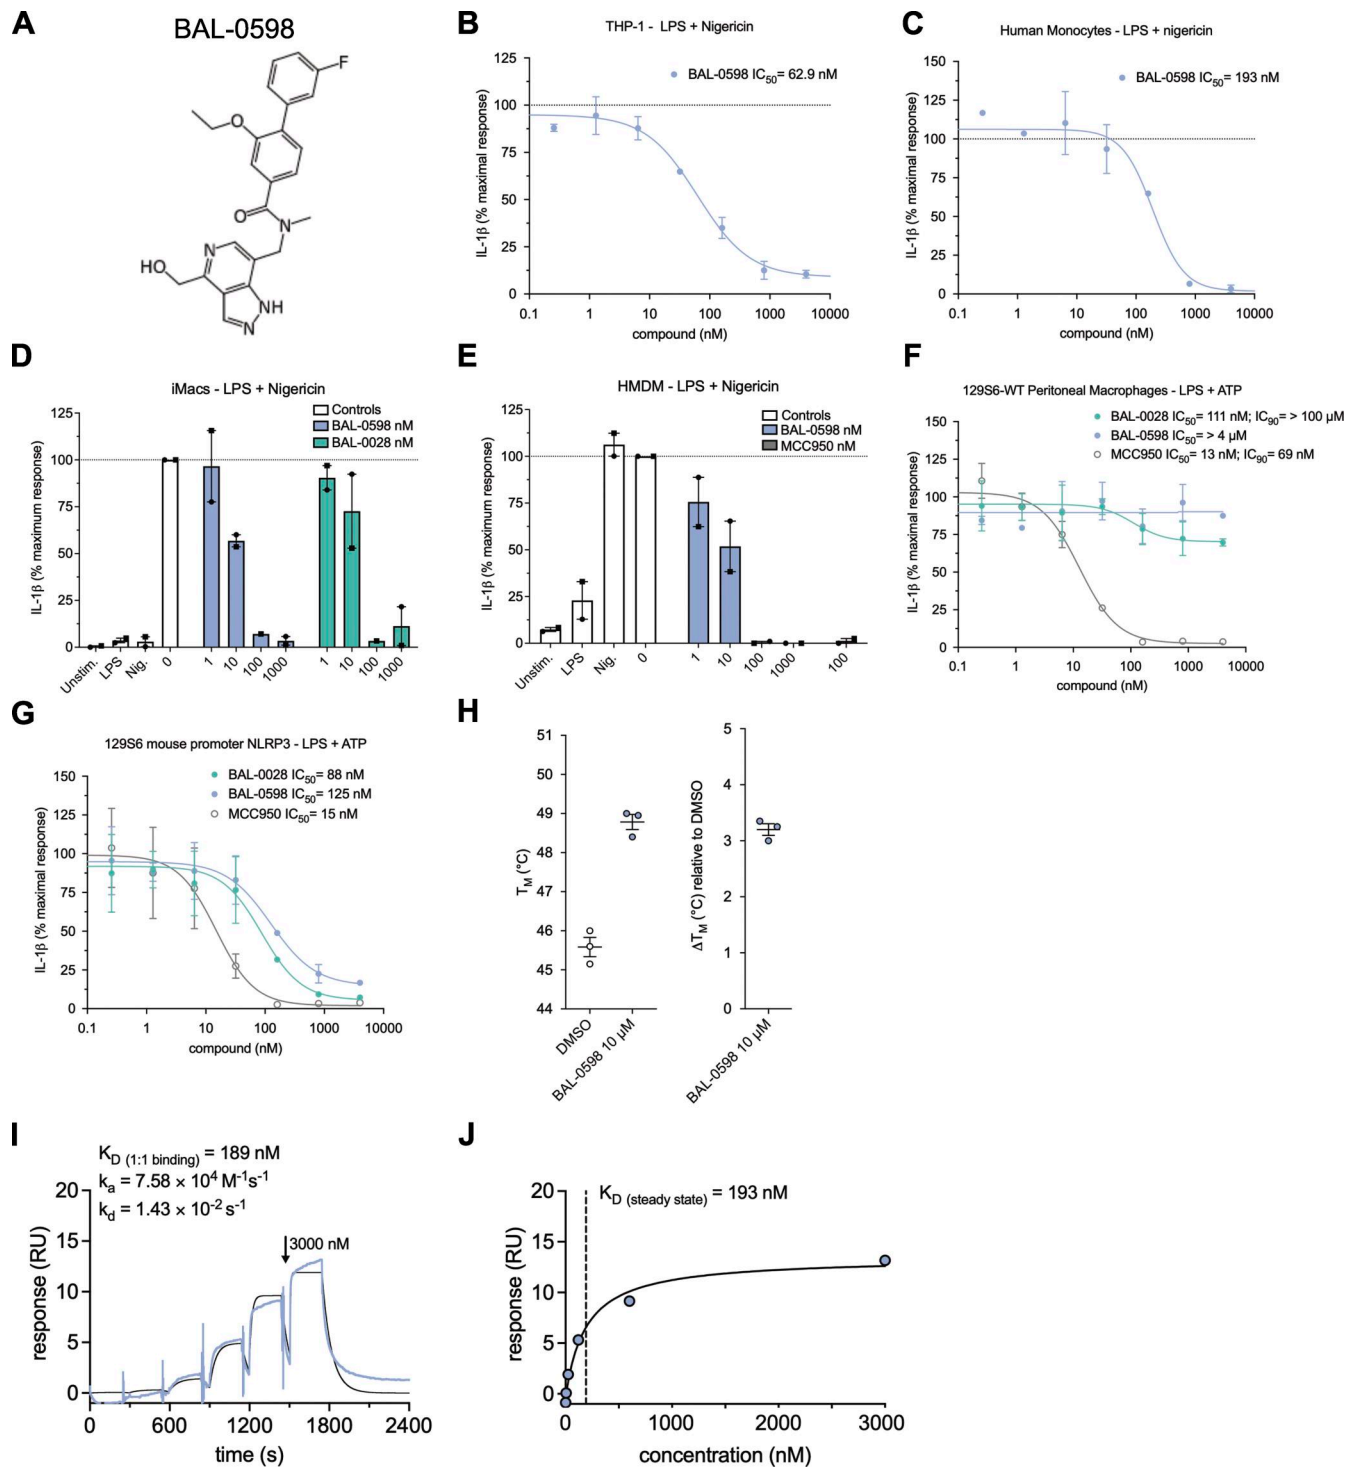 A
BAL-0598
F
O
O
N
N
HO
NH
N
B
THP-1 - LPS + Nigericin
BAL-0598 IC50= 62.9 nM
IL-1β (% maximal response)
125
100
75
50
25
0
0.1 1 10 100 1000 10000
compound (nM)
C
Human Monocytes - LPS + nigericin
BAL-0598 IC50= 193 nM
IL-1β (% maximal response)
150
125
100
75
50
25
0
0.1 1 10 100 1000 10000
compound (nM)
D
iMacs - LPS + Nigericin
Controls
BAL-0598 nM
BAL-0028 nM
IL-1β (% maximum response)
125
100
75
50
25
0
Unstim. LPS Nig. 0 1 10 100 1000 1 10 100 1000
E
HMDM - LPS + Nigericin
Controls
BAL-0598 nM
MCC950 nM
IL-1β (% maximum response)
125
100
75
50
25
0
Unstim. LPS Nig. 0 1 10 100 1000 100
F
129S6-WT Peritoneal Macrophages - LPS + ATP
BAL-0028 IC50= 111 nM; IC90= > 100 μM
BAL-0598 IC50= > 4 μM
MCC950 IC50= 13 nM; IC90= 69 nM
IL-1β (% maximal response)
150
125
100
75
50
25
0
0.1 1 10 100 1000 10000
compound (nM)
G
129S6 mouse promoter NLRP3 - LPS + ATP
BAL-0028 IC50= 88 nM
BAL-0598 IC50= 125 nM
MCC950 IC50= 15 nM
IL-1β (% maximal response)
150
125
100
75
50
25
0
0.1 1 10 100 1000 10000
compound (nM)
H
TM (°C)
51
50
49
48
47
46
45
44
DMSO
BAL-0598 10 μM
ΔTM (°C) relative to DMSO
5
4
3
2
1
0
BAL-0598 10 μM
I
KD (1:1 binding) = 189 nM
ka = 7.58 × 10⁴ M⁻¹s⁻¹
kd = 1.43 × 10⁻² s⁻¹
3000 nM
response (RU)
20
15
10
5
0
0 600 1200 1800 2400
time (s)
J
KD (steady state) = 193 nM
response (RU)
20
15
10
5
0
0 1000 2000 3000
concentration (nM)